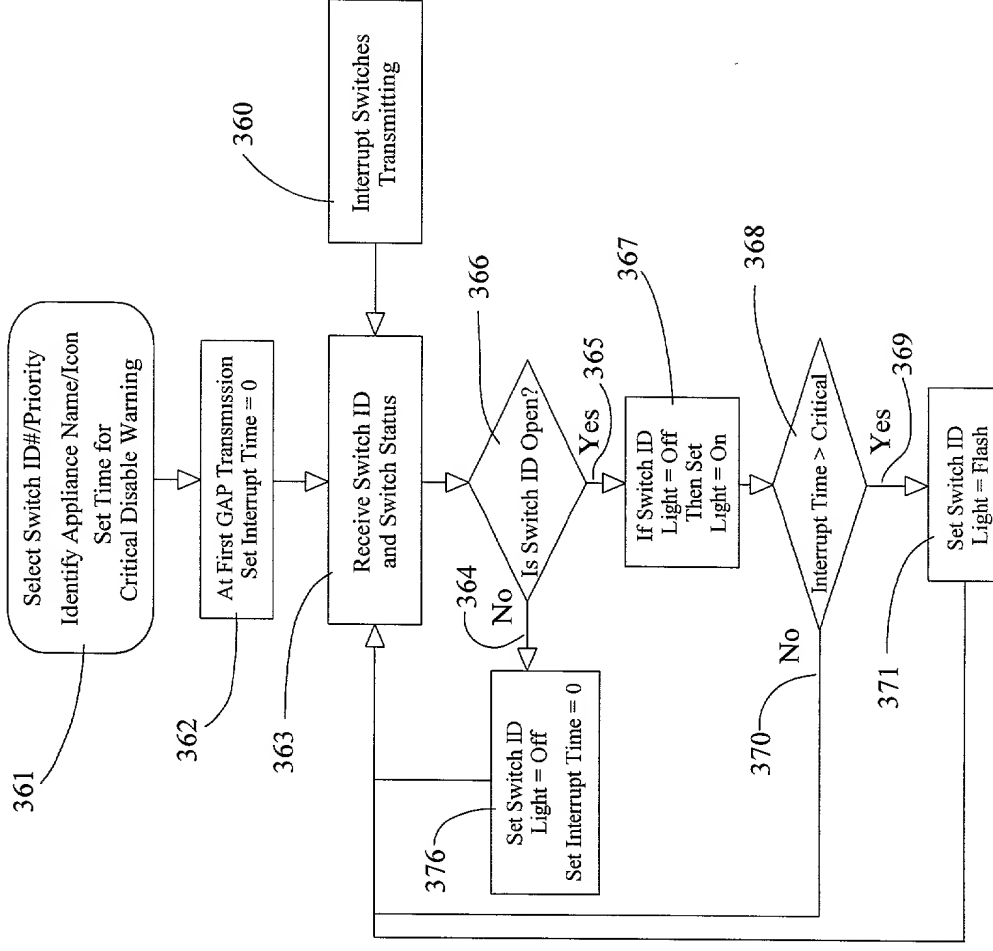 361
Select Switch ID#/Priority
Identify Appliance Name/Icon
Set Time for
Critical Disable Warning
362
At First GAP Transmission
Set Interrupt Time = 0
360
Interrupt Switches
Transmitting
363
Receive Switch ID
and Switch Status
366
Is Switch ID Open?
364
No
365
Yes
376
Set Switch ID
Light = Off
Set Interrupt Time = 0
367
If Switch ID
Light = Off
Then Set
Light = On
368
Interrupt Time > Critical
370
No
369
Yes
371
Set Switch ID
Light = Flash